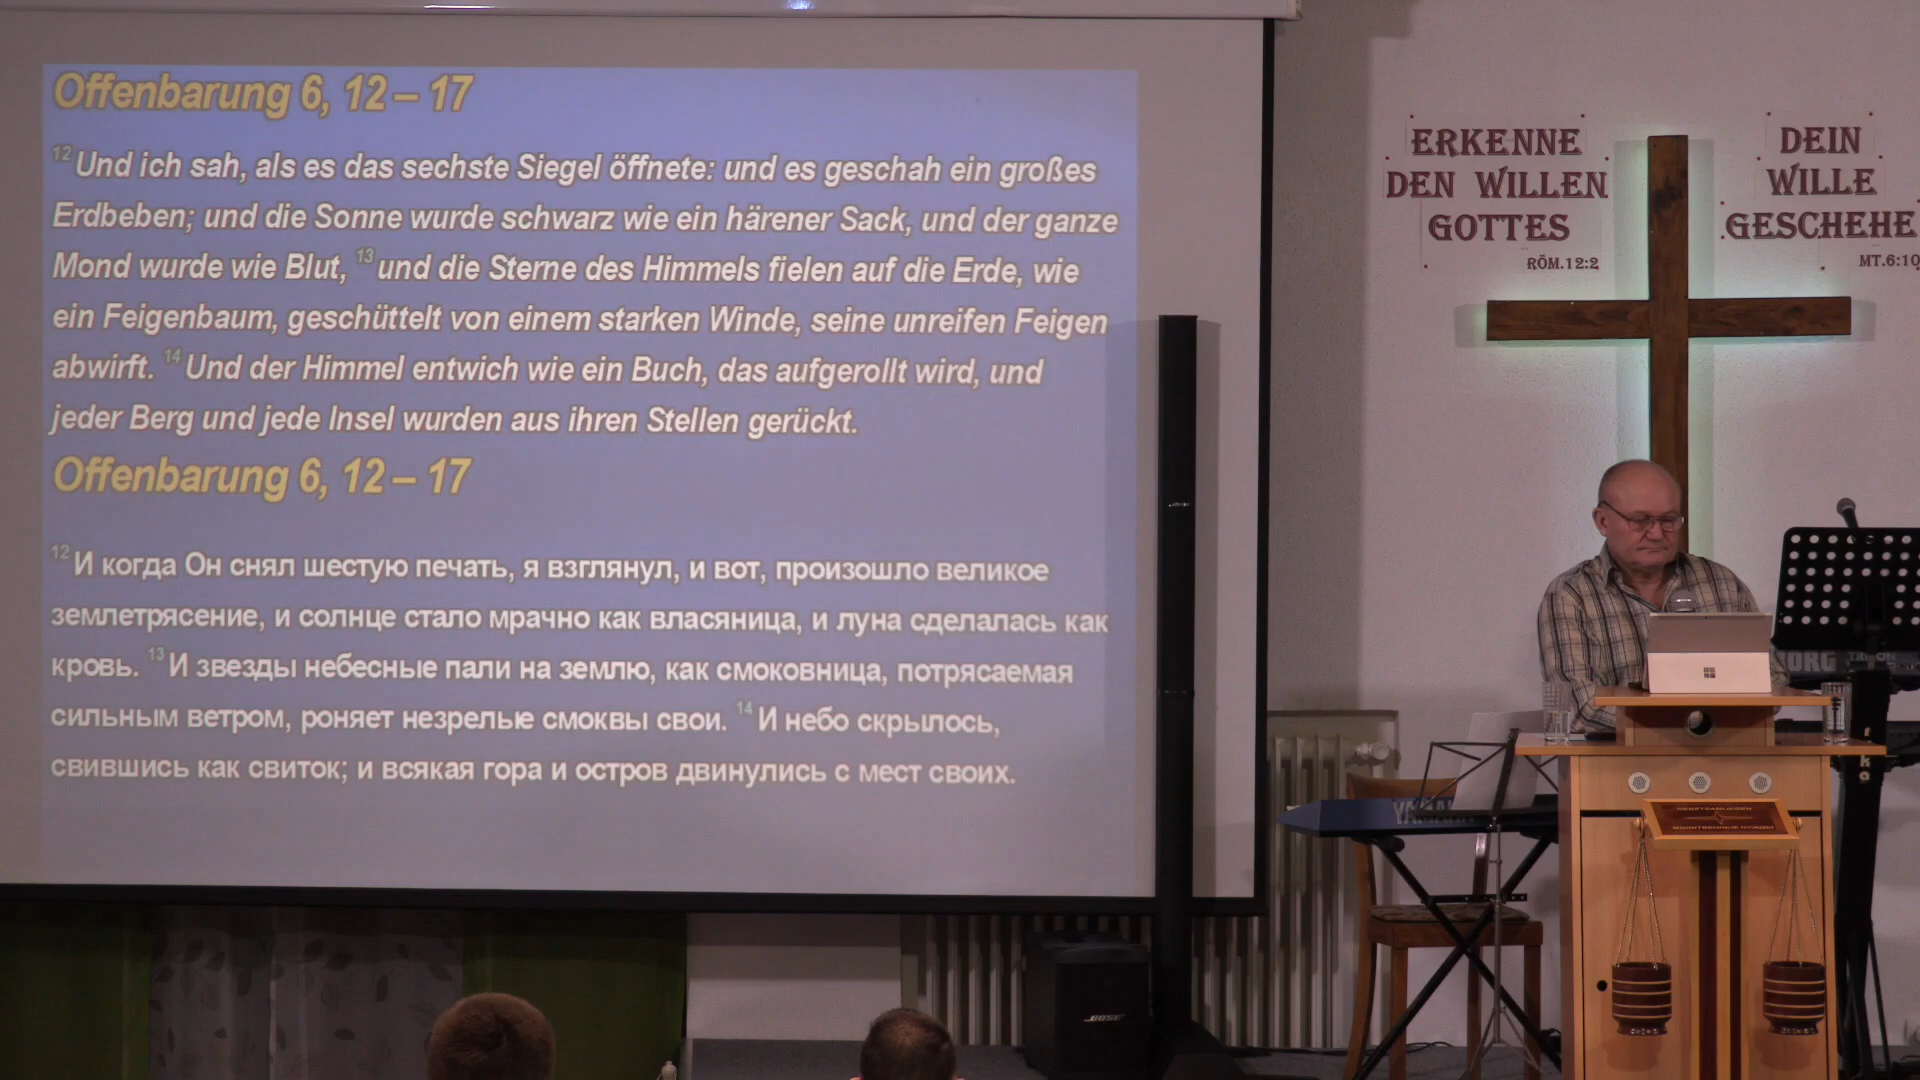 Offenbarung 6, 12 – 17
12 Und ich sah, als es das sechste Siegel öffnete: und es geschah ein großes
Erdbeben; und die Sonne wurde schwarz wie ein härener Sack, und der ganze
Mond wurde wie Blut, 13 und die Sterne des Himmels fielen auf die Erde, wie
ein Feigenbaum, geschüttelt von einem starken Winde, seine unreifen Feigen
abwirft. 14 Und der Himmel entwich wie ein Buch, das aufgerollt wird, und
jeder Berg und jede Insel wurden aus ihren Stellen gerückt.
Offenbarung 6, 12 – 17
12 И когда Он снял шестую печать, я взглянул, и вот, произошло великое
землетрясение, и солнце стало мрачно как власяница, и луна сделалась как
кровь. 13 И звезды небесные пали на землю, как смоковница, потрясаемая
сильным ветром, роняет незрелые смоквы свои. 14 И небо скрылось,
свившись как свиток; и всякая гора и остров двинулись с мест своих.
ERKENNE
DEN WILLEN
GOTTES
RÖM.12:2
DEIN
WILLE
GESCHEHE
MT.6:10
KORG
YAMAHA
GEBETSANLIEGEN
МОЛИТВЕННЫЕ НУЖДЫ
BOSE